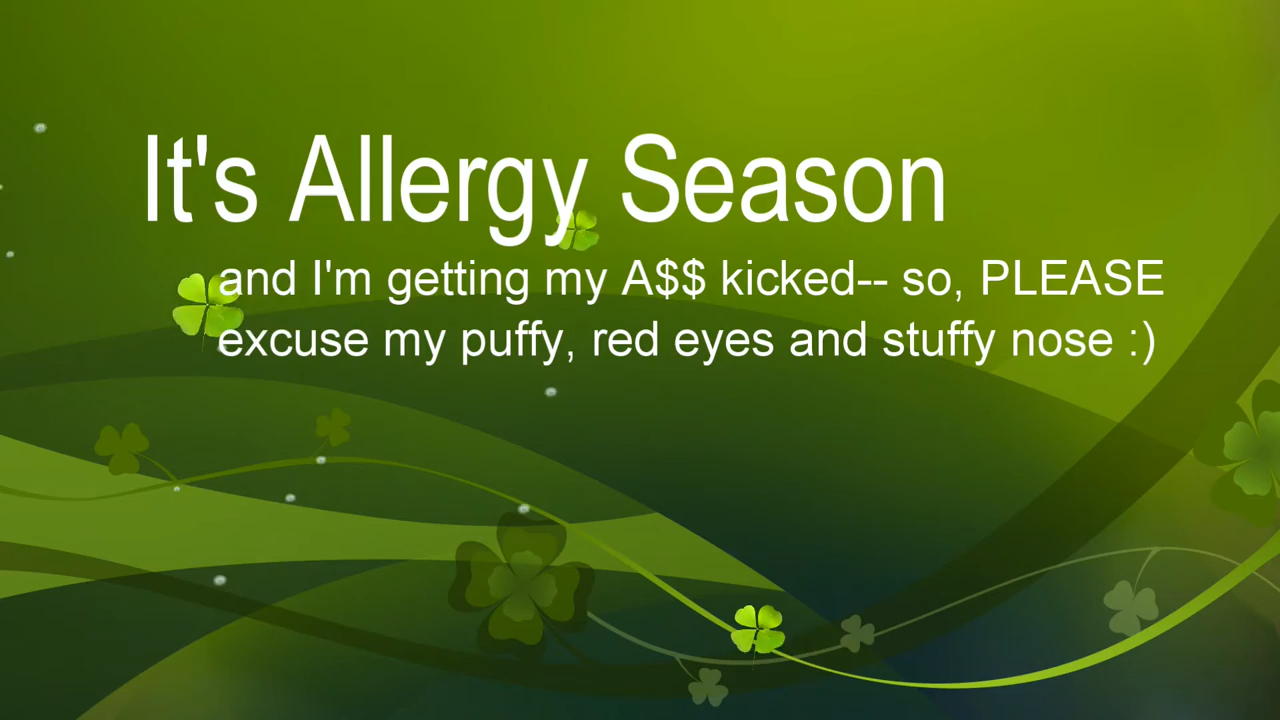 It's Allergy Season
and I'm getting my A$$ kicked-- so, PLEASE
excuse my puffy, red eyes and stuffy nose :)